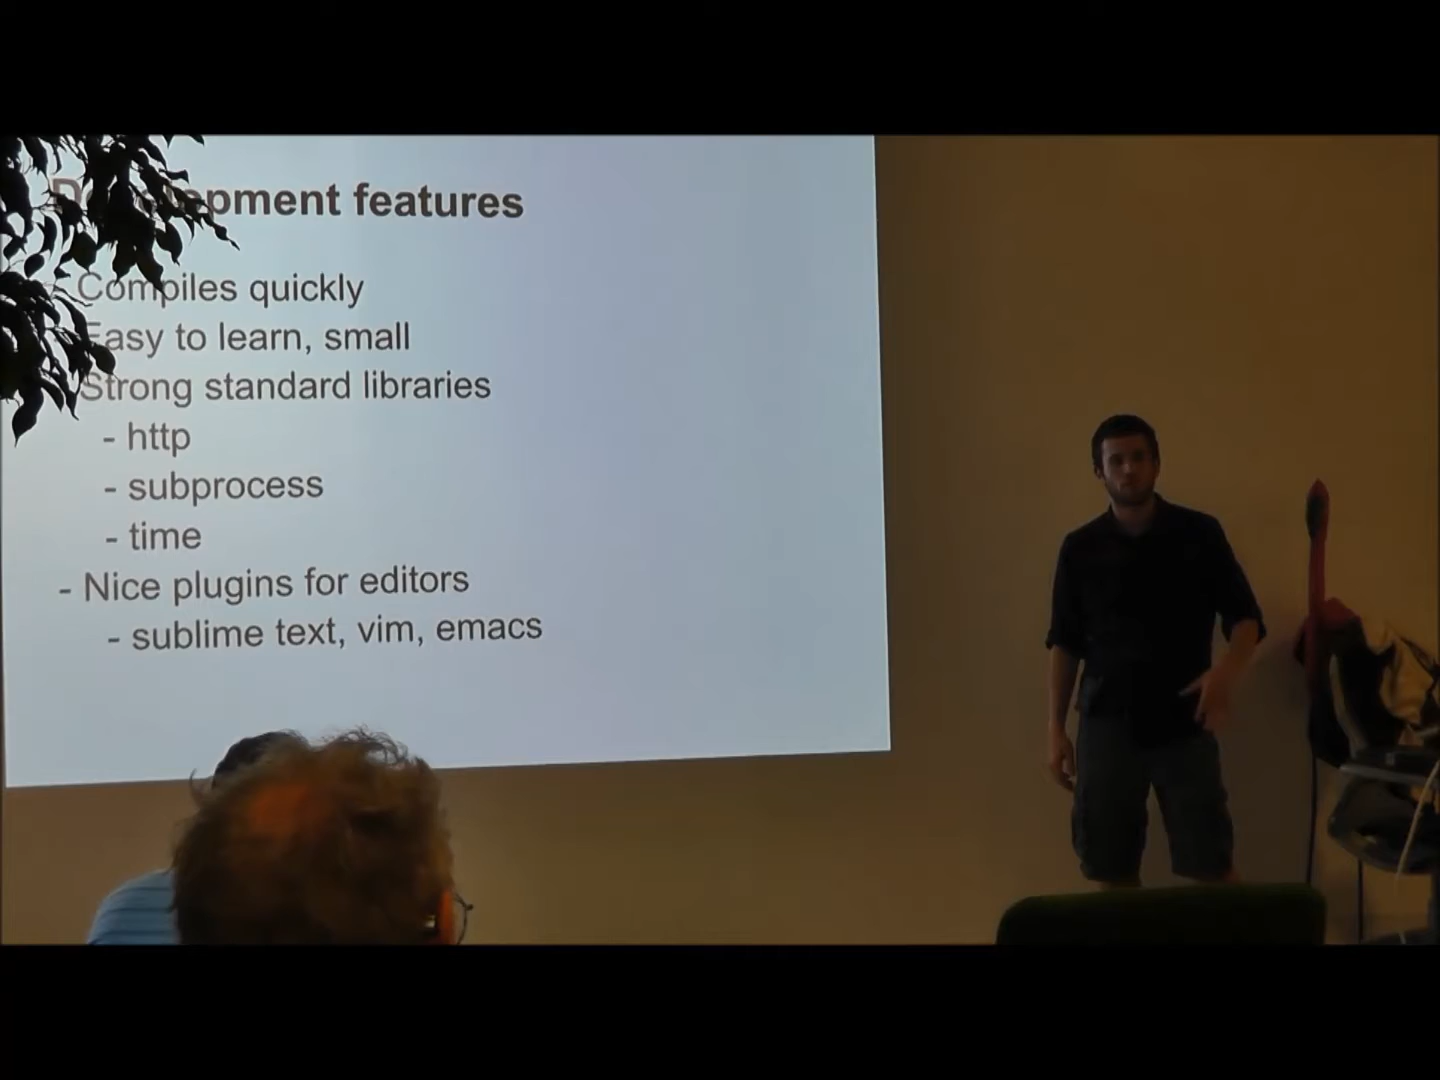 Development features
Compiles quickly
Easy to learn, small
Strong standard libraries
- http
- subprocess
- time
- Nice plugins for editors
- sublime text, vim, emacs